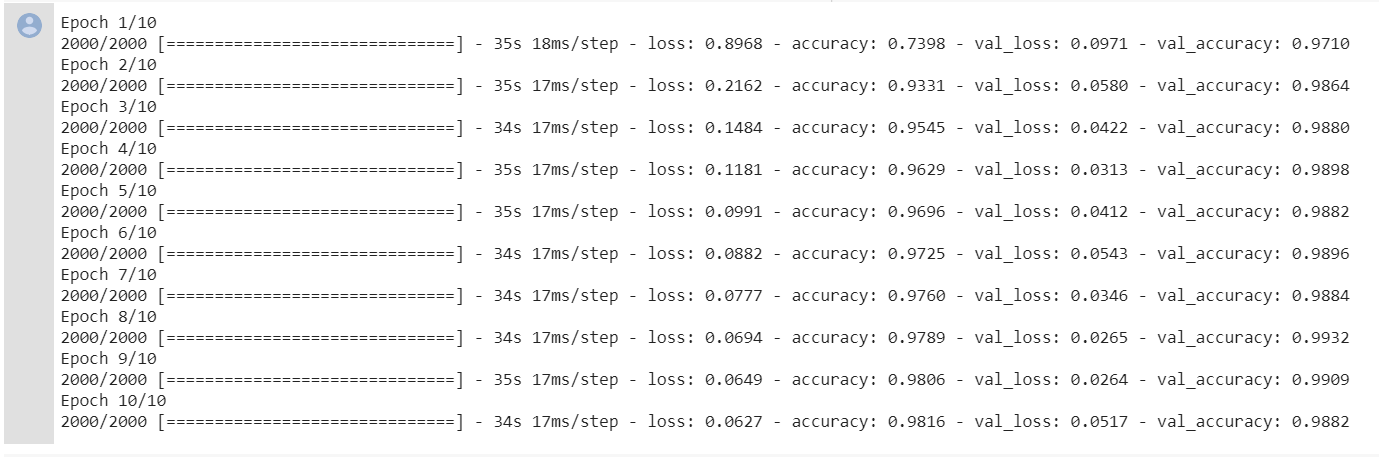 Epoch 1/10
2000/2000 [==============================] - 35s 18ms/step - loss: 0.8968 - accuracy: 0.7398 - val_loss: 0.0971 - val_accuracy: 0.9710
Epoch 2/10
2000/2000 [==============================] - 35s 17ms/step - loss: 0.2162 - accuracy: 0.9331 - val_loss: 0.0580 - val_accuracy: 0.9864
Epoch 3/10
2000/2000 [==============================] - 34s 17ms/step - loss: 0.1484 - accuracy: 0.9545 - val_loss: 0.0422 - val_accuracy: 0.9880
Epoch 4/10
2000/2000 [==============================] - 35s 17ms/step - loss: 0.1181 - accuracy: 0.9629 - val_loss: 0.0313 - val_accuracy: 0.9898
Epoch 5/10
2000/2000 [==============================] - 35s 17ms/step - loss: 0.0991 - accuracy: 0.9696 - val_loss: 0.0412 - val_accuracy: 0.9882
Epoch 6/10
2000/2000 [==============================] - 34s 17ms/step - loss: 0.0882 - accuracy: 0.9725 - val_loss: 0.0543 - val_accuracy: 0.9896
Epoch 7/10
2000/2000 [==============================] - 34s 17ms/step - loss: 0.0777 - accuracy: 0.9760 - val_loss: 0.0346 - val_accuracy: 0.9884
Epoch 8/10
2000/2000 [==============================] - 34s 17ms/step - loss: 0.0694 - accuracy: 0.9789 - val_loss: 0.0265 - val_accuracy: 0.9932
Epoch 9/10
2000/2000 [==============================] - 35s 17ms/step - loss: 0.0649 - accuracy: 0.9806 - val_loss: 0.0264 - val_accuracy: 0.9909
Epoch 10/10
2000/2000 [==============================] - 34s 17ms/step - loss: 0.0627 - accuracy: 0.9816 - val_loss: 0.0517 - val_accuracy: 0.9882